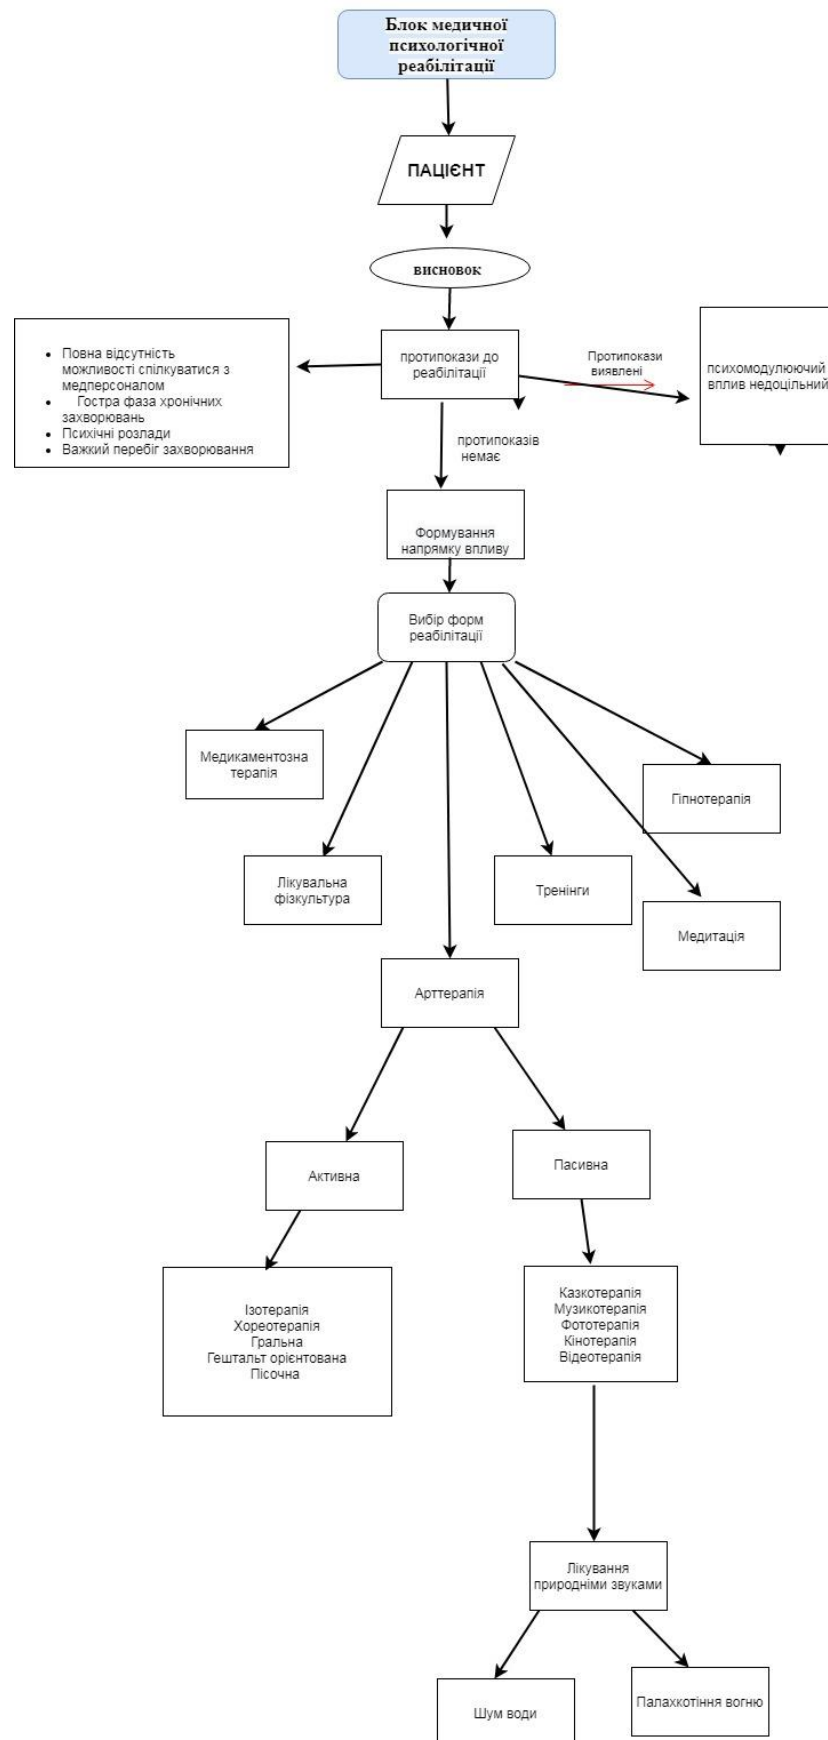 Блок медичної
психологічної
реабілітації
ПАЦІЄНТ
висновок
• Повна відсутність
можливості спілкуватися з
медперсоналом
• Гостра фаза хронічних
захворювань
• Психічні розлади
• Важкий перебіг захворювання
протипокази до
реабілітації
Протипокази
виявлені
психомодулюючий
вплив недоцільний
протипоказів
немає
Формування
напрямку впливу
Вибір форм
реабілітації
Медикаментозна
терапія
Гіпнотерапія
Лікувальна
фізкультура
Тренінги
Медитація
Арттерапія
Активна
Пасивна
Ізотерапія
Хореотерапія
Гральна
Гештальт орієнтована
Пісочна
Казкотерапія
Музикотерапія
Фототерапія
Кінотерапія
Відеотерапія
Лікування
природніми звуками
Шум води
Палахкотіння вогню